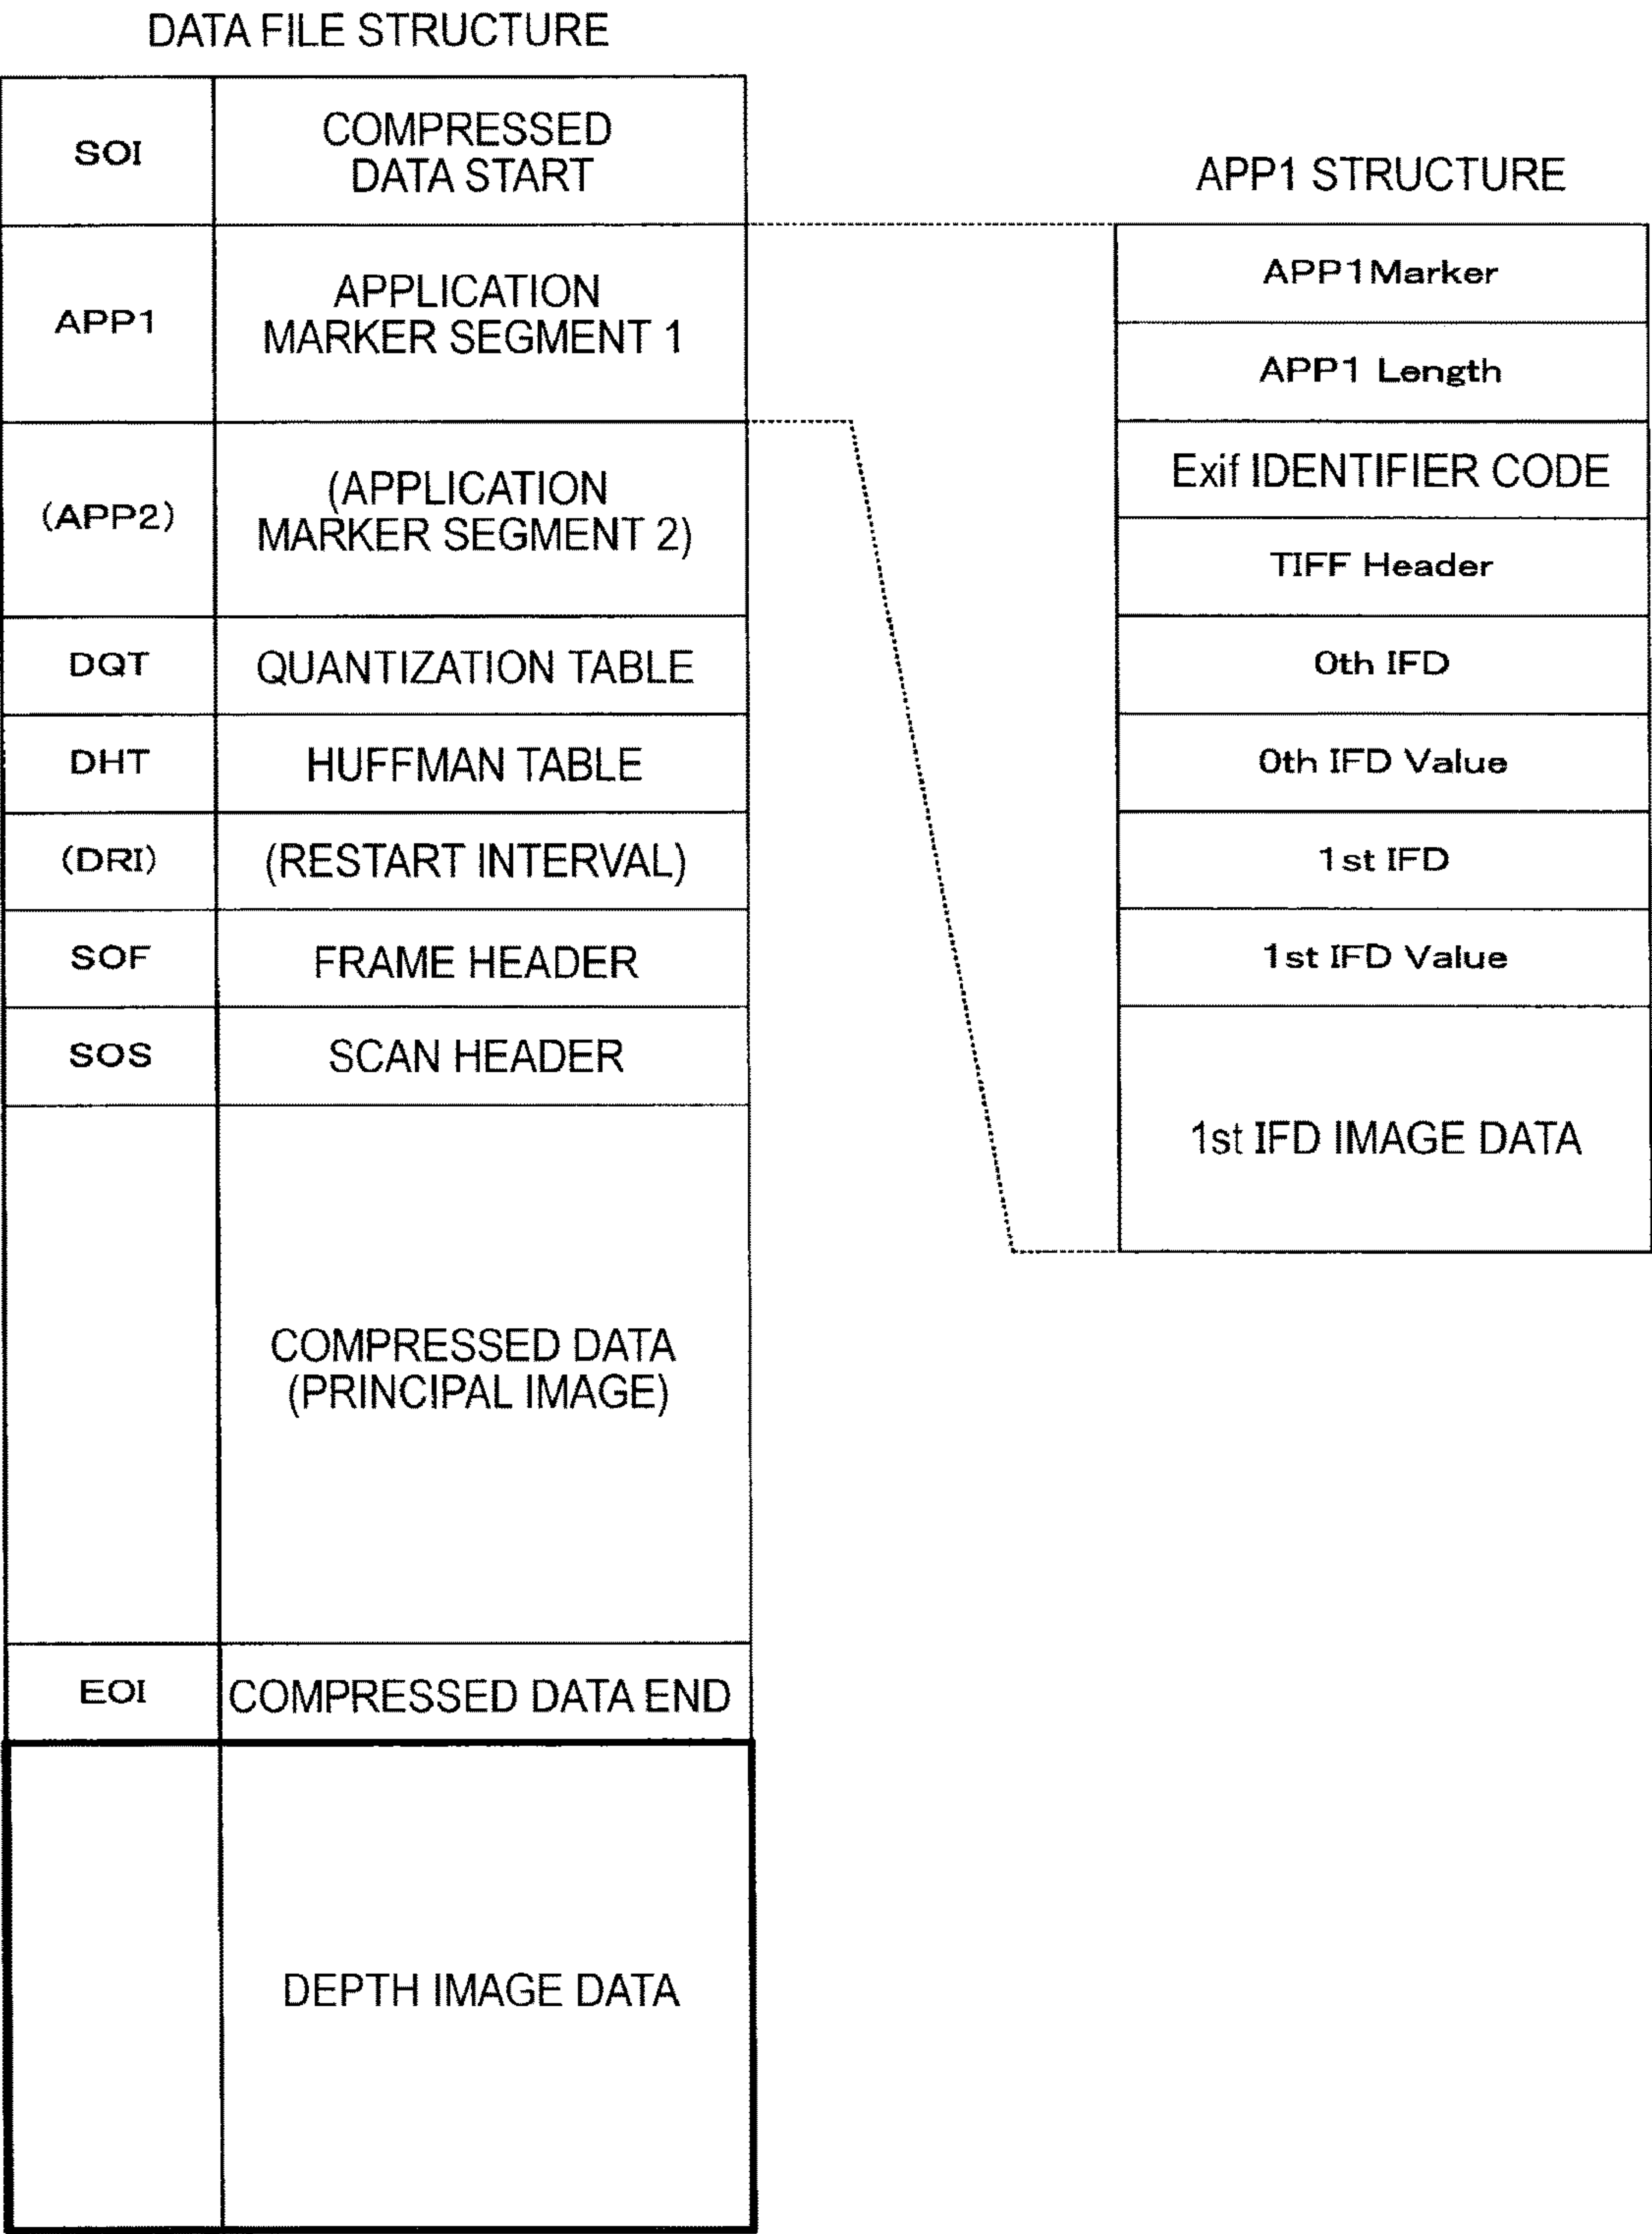 DATA FILE STRUCTURE
SOI
COMPRESSED
DATA START
APP1
APPLICATION
MARKER SEGMENT 1
(APP2)
(APPLICATION
MARKER SEGMENT 2)
DQT
QUANTIZATION TABLE
DHT
HUFFMAN TABLE
(DRI)
(RESTART INTERVAL)
SOF
FRAME HEADER
SOS
SCAN HEADER
COMPRESSED DATA
(PRINCIPAL IMAGE)
EOI
COMPRESSED DATA END
DEPTH IMAGE DATA
APP1 STRUCTURE
APP1Marker
APP1 Length
Exif IDENTIFIER CODE
TIFF Header
0th IFD
0th IFD Value
1st IFD
1st IFD Value
1st IFD IMAGE DATA